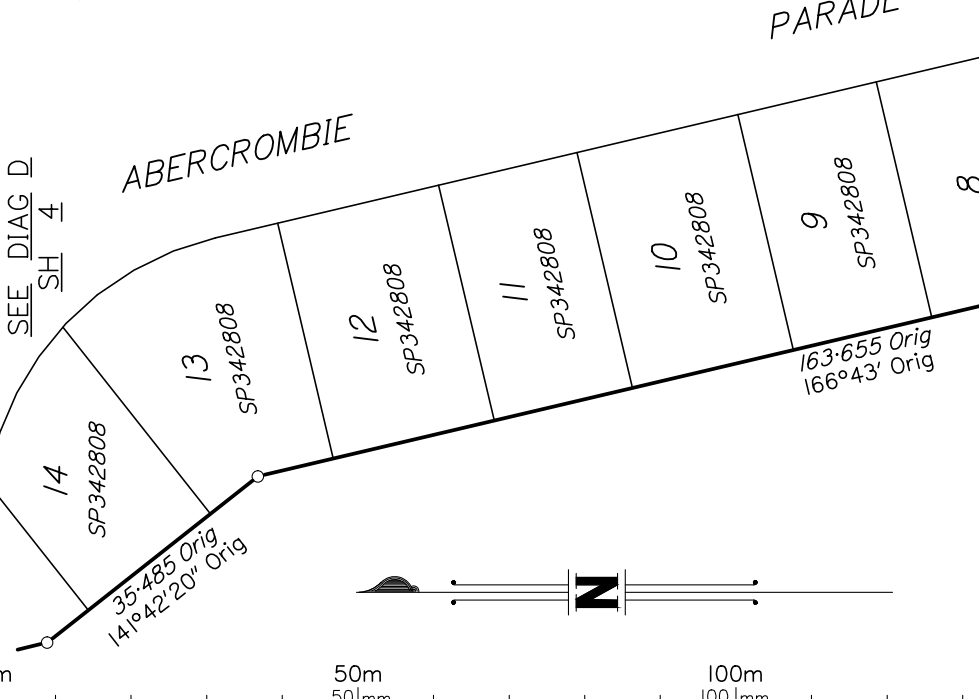 PARADE
ABERCROMBIE
SEE DIAG D
SH 4
8
9
SP342808
10
SP342808
11
SP342808
12
SP342808
13
SP342808
14
SP342808
163·655 Orig
166°43' Orig
35·485 Orig
141°42'20" Orig
N
m
50m
100m
50mm
100mm